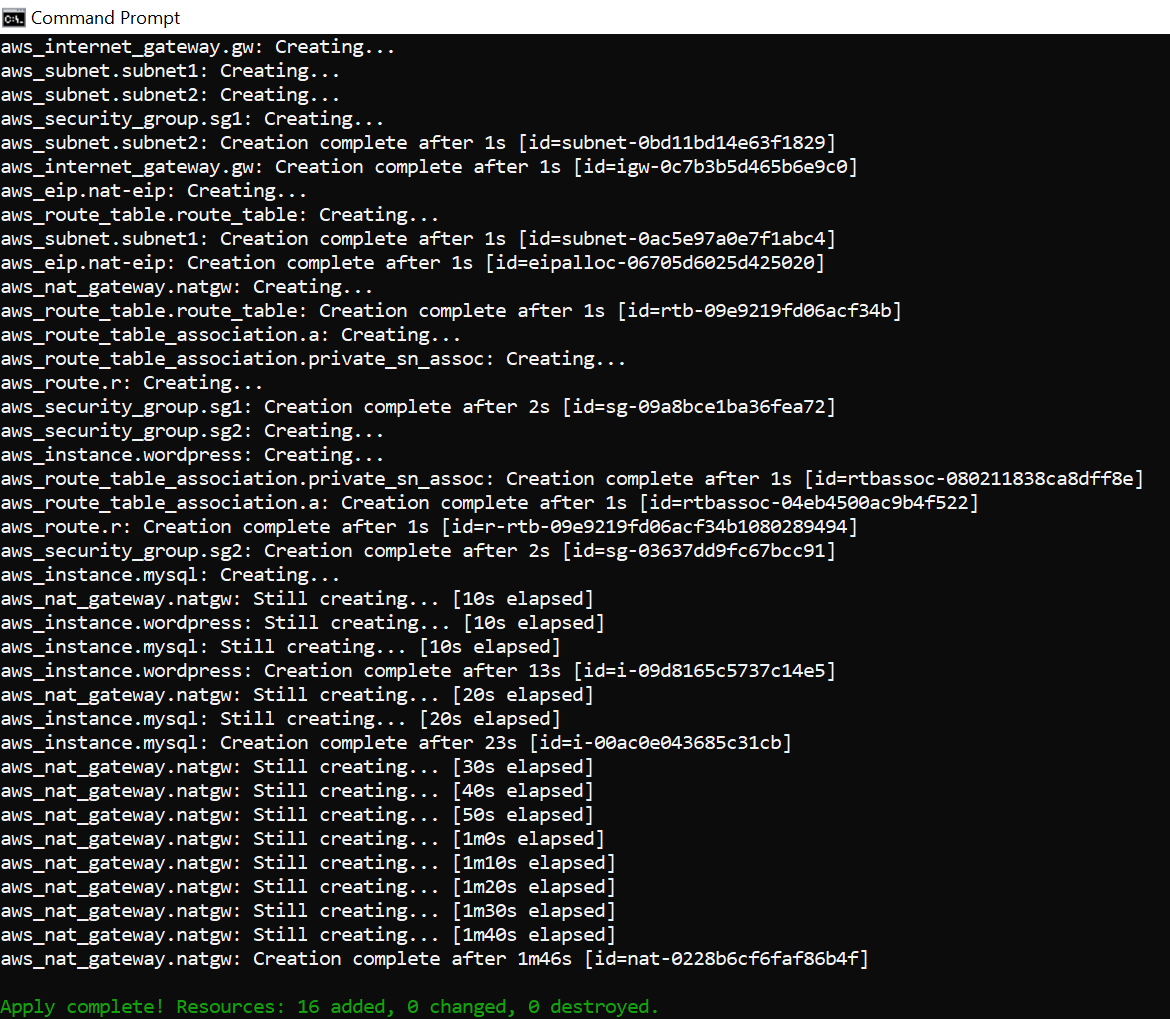 Command Prompt
aws_internet_gateway.gw: Creating...
aws_subnet.subnet1: Creating...
aws_subnet.subnet2: Creating...
aws_security_group.sg1: Creating...
aws_subnet.subnet2: Creation complete after 1s [id=subnet-0bd11bd14e63f1829]
aws_internet_gateway.gw: Creation complete after 1s [id=igw-0c7b3b5d465b6e9c0]
aws_eip.nat-eip: Creating...
aws_route_table.route_table: Creating...
aws_subnet.subnet1: Creation complete after 1s [id=subnet-0ac5e97a0e7f1abc4]
aws_eip.nat-eip: Creation complete after 1s [id=eipalloc-06705d6025d425020]
aws_nat_gateway.natgw: Creating...
aws_route_table.route_table: Creation complete after 1s [id=rtb-09e9219fd06acf34b]
aws_route_table_association.a: Creating...
aws_route_table_association.private_sn_assoc: Creating...
aws_route.r: Creating...
aws_security_group.sg1: Creation complete after 2s [id=sg-09a8bce1ba36fea72]
aws_security_group.sg2: Creating...
aws_instance.wordpress: Creating...
aws_route_table_association.private_sn_assoc: Creation complete after 1s [id=rtbassoc-080211838ca8dff8e]
aws_route_table_association.a: Creation complete after 1s [id=rtbassoc-04eb4500ac9b4f522]
aws_route.r: Creation complete after 1s [id=r-rtb-09e9219fd06acf34b1080289494]
aws_security_group.sg2: Creation complete after 2s [id=sg-03637dd9fc67bcc91]
aws_instance.mysql: Creating...
aws_nat_gateway.natgw: Still creating... [10s elapsed]
aws_instance.wordpress: Still creating... [10s elapsed]
aws_instance.mysql: Still creating... [10s elapsed]
aws_instance.wordpress: Creation complete after 13s [id=i-09d8165c5737c14e5]
aws_nat_gateway.natgw: Still creating... [20s elapsed]
aws_instance.mysql: Still creating... [20s elapsed]
aws_instance.mysql: Creation complete after 23s [id=i-00ac0e043685c31cb]
aws_nat_gateway.natgw: Still creating... [30s elapsed]
aws_nat_gateway.natgw: Still creating... [40s elapsed]
aws_nat_gateway.natgw: Still creating... [50s elapsed]
aws_nat_gateway.natgw: Still creating... [1m0s elapsed]
aws_nat_gateway.natgw: Still creating... [1m10s elapsed]
aws_nat_gateway.natgw: Still creating... [1m20s elapsed]
aws_nat_gateway.natgw: Still creating... [1m30s elapsed]
aws_nat_gateway.natgw: Still creating... [1m40s elapsed]
aws_nat_gateway.natgw: Creation complete after 1m46s [id=nat-0228b6cf6faf86b4f]
Apply complete! Resources: 16 added, 0 changed, 0 destroyed.